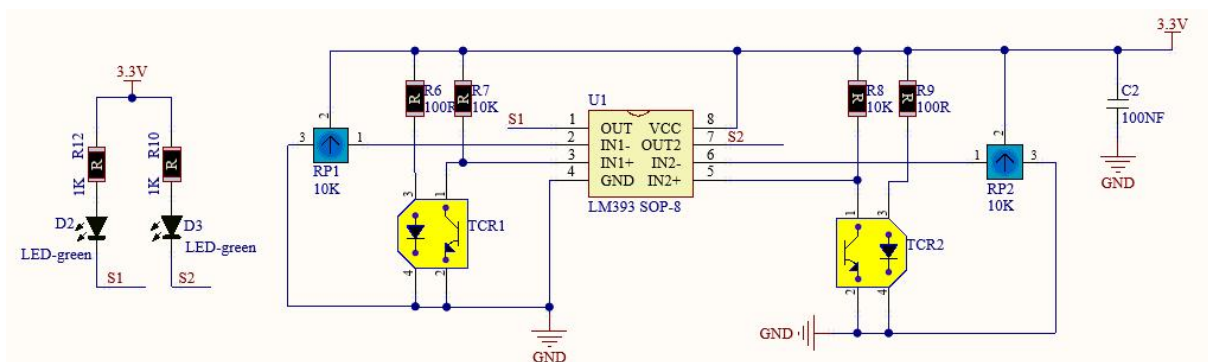 3.3V
R12
1K
R
R10
1K
R
D2
LED-green
D3
LED-green
S1
S2
3
2
1
RP1
10K
R
R6
100R
R
R7
10K
3
1
4
2
TCR1
S1
U1
1
OUT
VCC
8
2
IN1-
OUT2
7
S2
3
IN1+
IN2-
6
4
GND
IN2+
5
LM393 SOP-8
GND
R
R8
10K
R
R9
100R
1
3
2
4
TCR2
GND
1
2
3
RP2
10K
3.3V
C2
100NF
GND